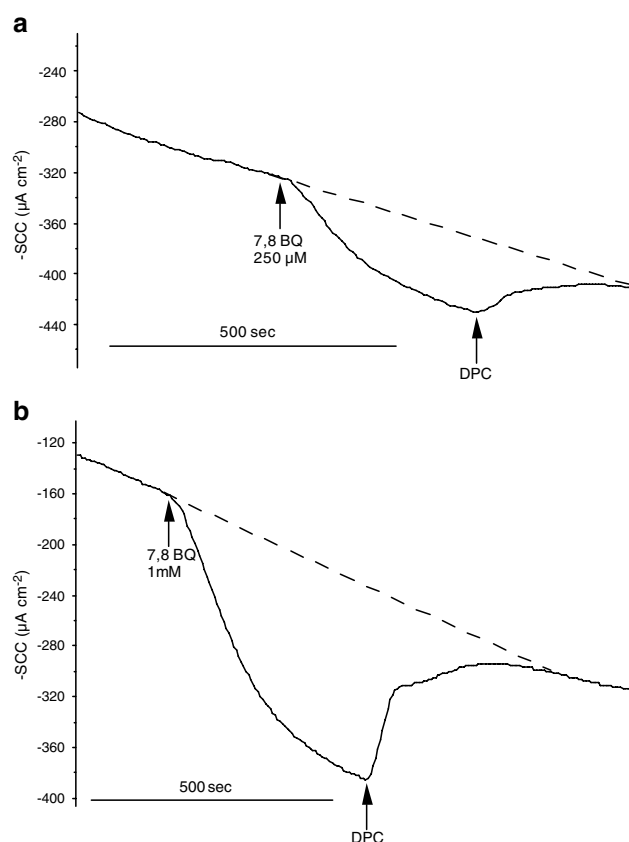 a
-240
-280
-320
-360
-400
-440
-SCC (µA cm-2)
7,8 BQ
250 µM
500 sec
DPC
b
-120
-160
-200
-240
-280
-320
-360
-400
-SCC (µA cm-2)
7,8 BQ
1mM
500 sec
DPC